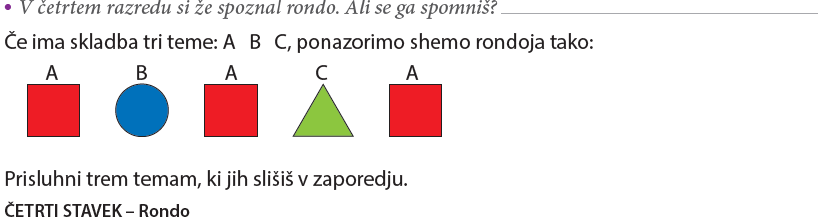 • V četrtem razredu si že spoznal rondo. Ali se ga spomniš?
Če ima skladba tri teme: A B C, ponazorimo shemo rondoja tako:
A B A C A
Prisluhni trem temam, ki jih slišiš v zaporedju.
ČETRTI STAVEK – Rondo